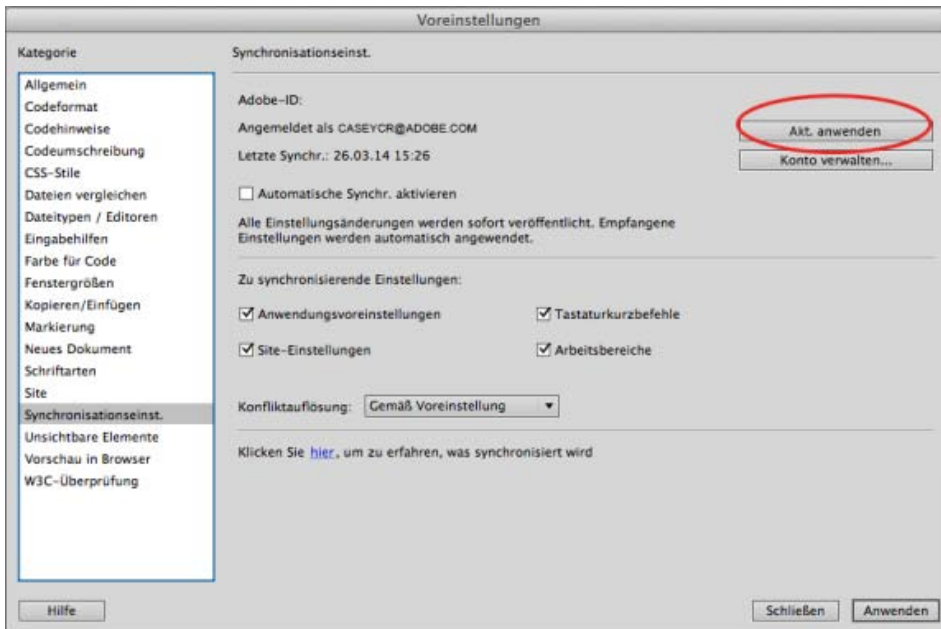 Voreinstellungen
Kategorie
Allgemein
Codeformat
Codehinweise
Codeumschreibung
CSS-Stile
Dateien vergleichen
Dateitypen / Editoren
Eingabehilfen
Farbe für Code
Fenstergrößen
Kopieren/Einfügen
Markierung
Neues Dokument
Schriftarten
Site
Synchronisationseinst.
Unsichtbare Elemente
Vorschau in Browser
W3C-Überprüfung
Synchronisationseinst.
Adobe-ID:
Angemeldet als CASEYCR@ADOBE.COM
Akt. anwenden
Letzte Synchr.: 26.03.14 15:26
Konto verwalten...
Automatische Synchr. aktivieren
Alle Einstellungsänderungen werden sofort veröffentlicht. Empfangene
Einstellungen werden automatisch angewendet.
Zu synchronisierende Einstellungen:
Anwendungsvoreinstellungen
Tastaturkurzbefehle
Site-Einstellungen
Arbeitsbereiche
Konfliktauflösung: Gemäß Voreinstellung
Klicken Sie hier, um zu erfahren, was synchronisiert wird
Hilfe
Schließen
Anwenden